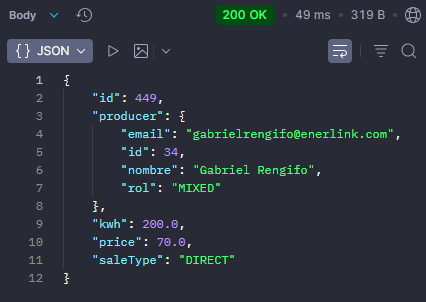 Body 200 OK • 49 ms • 319 B
{} JSON
1 {
2     "id": 449,
3     "producer": {
4         "email": "gabrielrengifo@enerlink.com",
5         "id": 34,
6         "nombre": "Gabriel Rengifo",
7         "rol": "MIXED"
8     },
9     "kwh": 200.0,
10     "price": 70.0,
11     "saleType": "DIRECT"
12 }